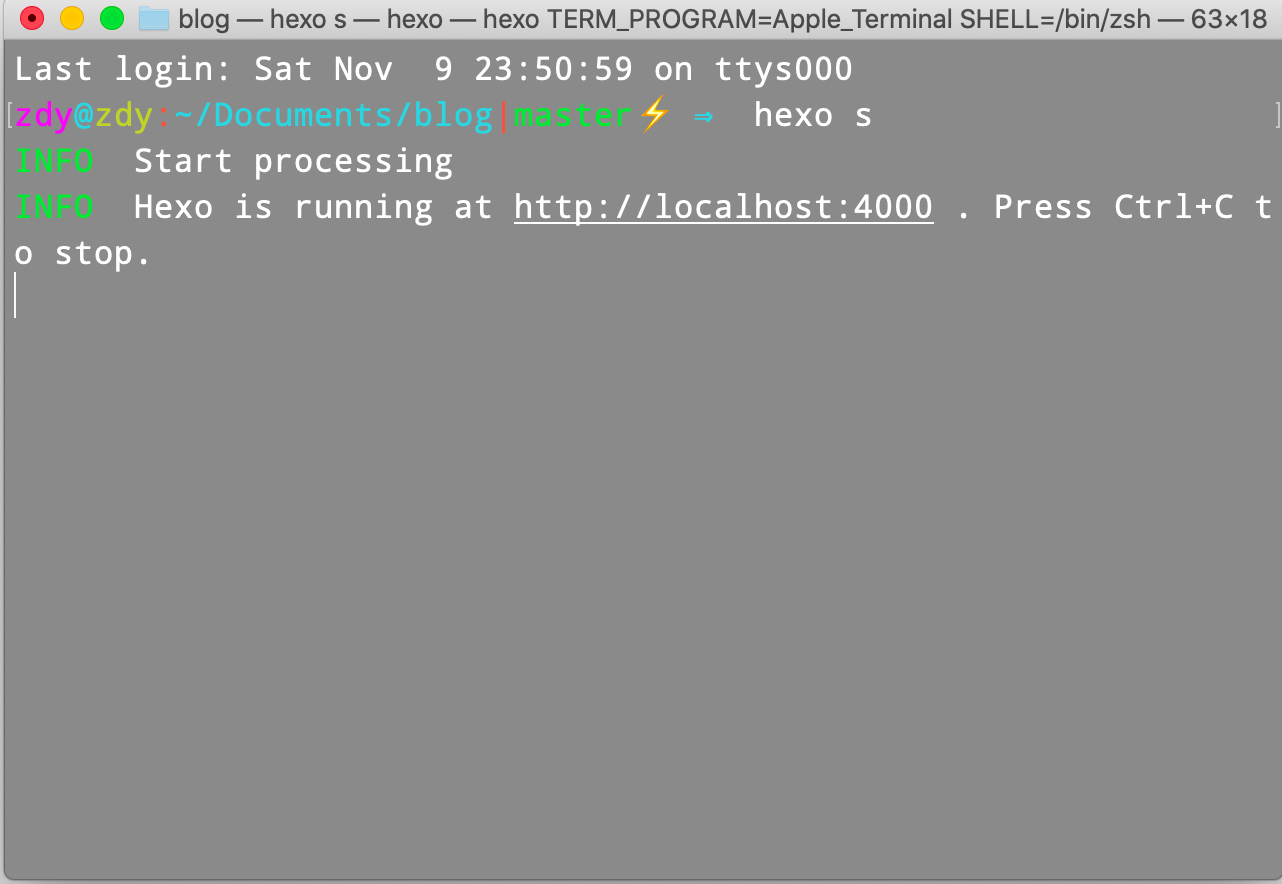 blog — hexo s — hexo — hexo TERM_PROGRAM=Apple_Terminal SHELL=/bin/zsh — 63×18
Last login: Sat Nov  9 23:50:59 on ttys000
[zdy@zdy:~/Documents/blog|master⚡ ⇒  hexo s ]
INFO  Start processing
INFO  Hexo is running at http://localhost:4000 . Press Ctrl+C t
o stop.